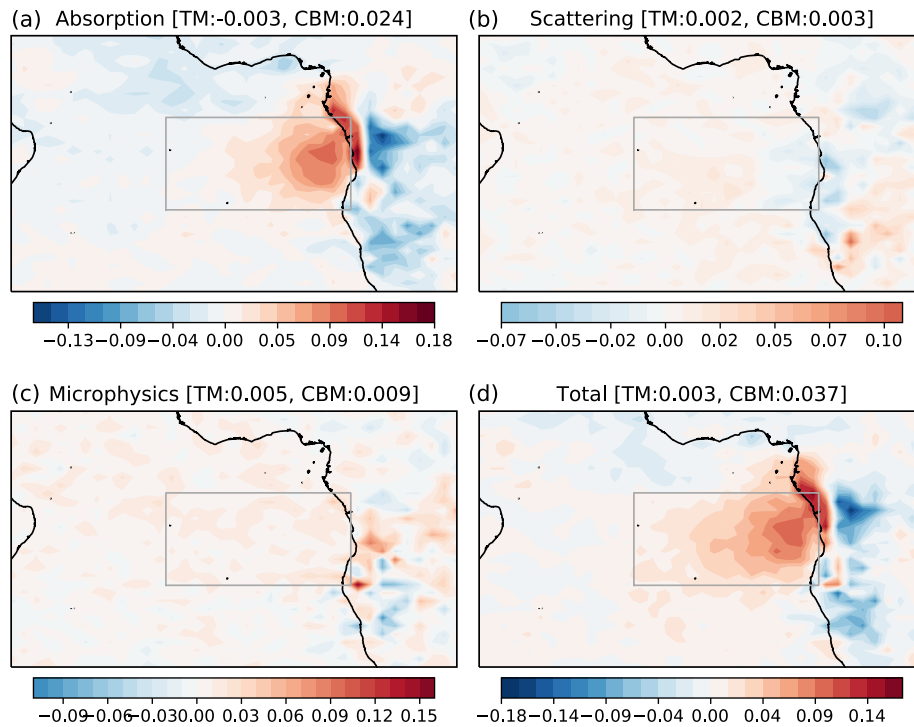 (a) Absorption [TM:-0.003, CBM:0.024]
(b) Scattering [TM:0.002, CBM:0.003]
−0.13−0.09−0.04 0.00 0.05 0.09 0.14 0.18
−0.07 −0.05 −0.02 0.00 0.02 0.05 0.07 0.10
(c) Microphysics [TM:0.005, CBM:0.009]
(d) Total [TM:0.003, CBM:0.037]
−0.09−0.06−0.030.00 0.03 0.06 0.09 0.12 0.15
−0.18 −0.14 −0.09 −0.04 0.00 0.04 0.09 0.14